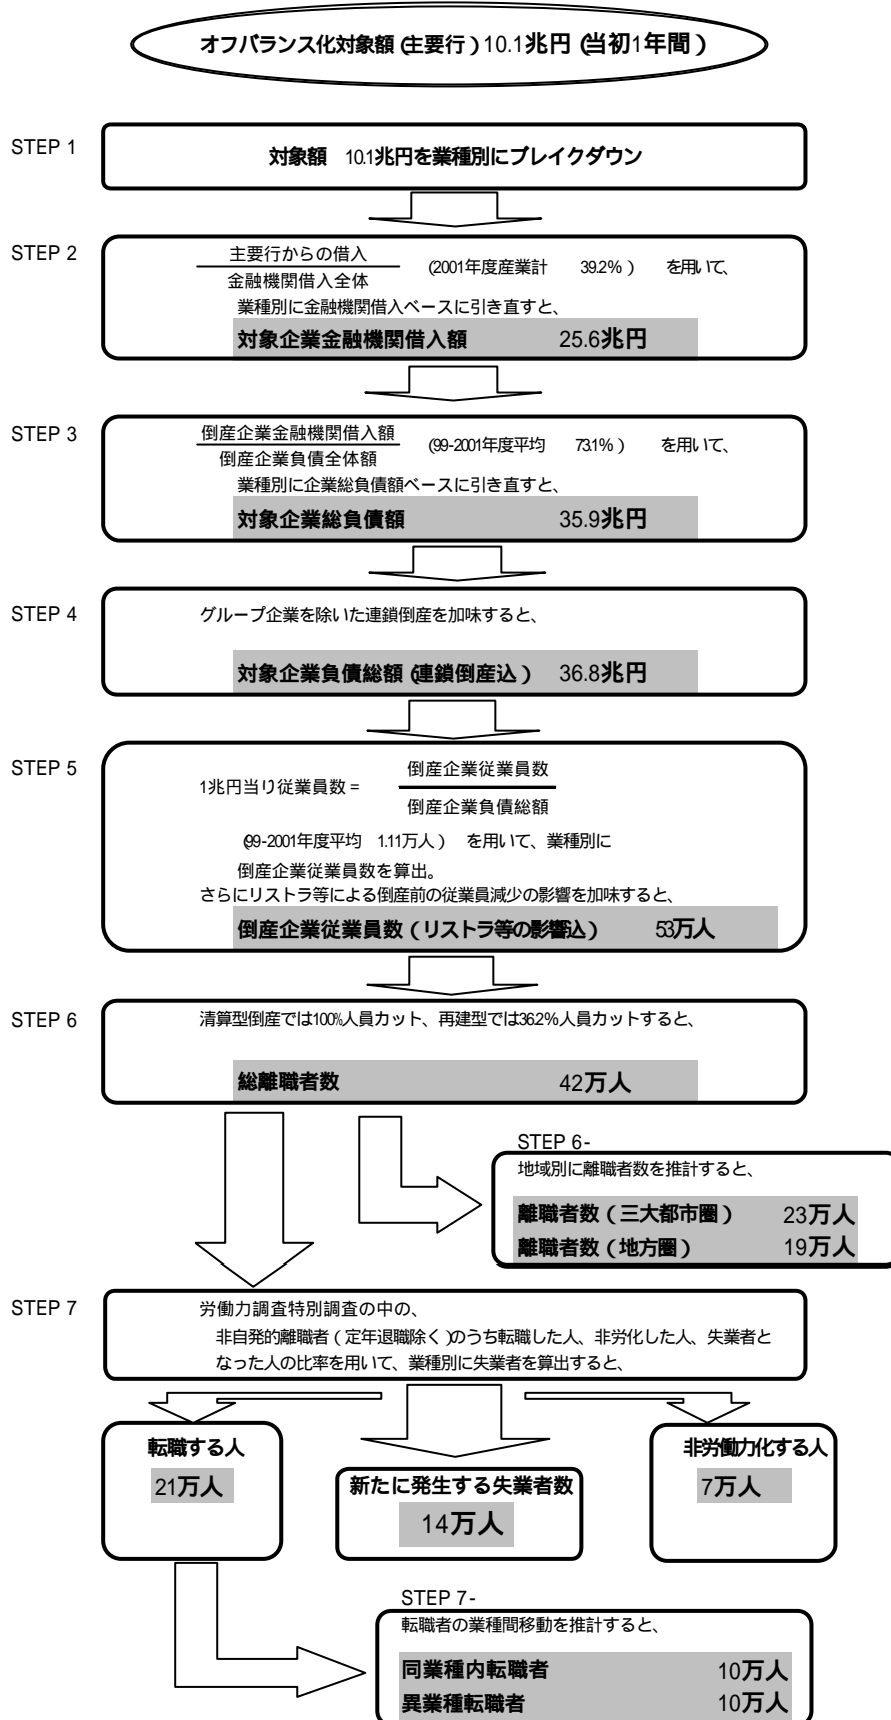 オフバランス化対象額(主要行)10.1兆円(当初1年間)
STEP 1
対象額 10.1兆円を業種別にブレイクダウン
STEP 2
主要行からの借入
金融機関借入全体
(2001年度産業計 39.2%) を用いて、
業種別に金融機関借入ベースに引き直すと、
対象企業金融機関借入額 25.6兆円
STEP 3
倒産企業金融機関借入額
倒産企業負債全体額
(99-2001年度平均 73.1%) を用いて、
業種別に企業総負債額ベースに引き直すと、
対象企業総負債額 35.9兆円
STEP 4
グループ企業を除いた連鎖倒産を加味すると、
対象企業負債総額(連鎖倒産込) 36.8兆円
STEP 5
1兆円当り従業員数=
倒産企業従業員数
倒産企業負債総額
(99-2001年度平均 1.11万人) を用いて、業種別に
倒産企業従業員数を算出。
さらにリストラ等による倒産前の従業員減少の影響を加味すると、
倒産企業従業員数(リストラ等の影響込) 53万人
STEP 6
清算型倒産では100%人員カット、再建型では36.2%人員カットすると、
総離職者数 42万人
STEP 6-
地域別に離職者数を推計すると、
離職者数(三大都市圏) 23万人
離職者数(地方圏) 19万人
STEP 7
労働力調査特別調査の中の、
非自発的離職者(定年退職除く)のうち転職した人、非労化した人、失業者と
なった人の比率を用いて、業種別に失業者を算出すると、
転職する人
21万人
新たに発生する失業者数
14万人
非労働力化する人
7万人
STEP 7-
転職者の業種間移動を推計すると、
同業種内転職者 10万人
異業種転職者 10万人